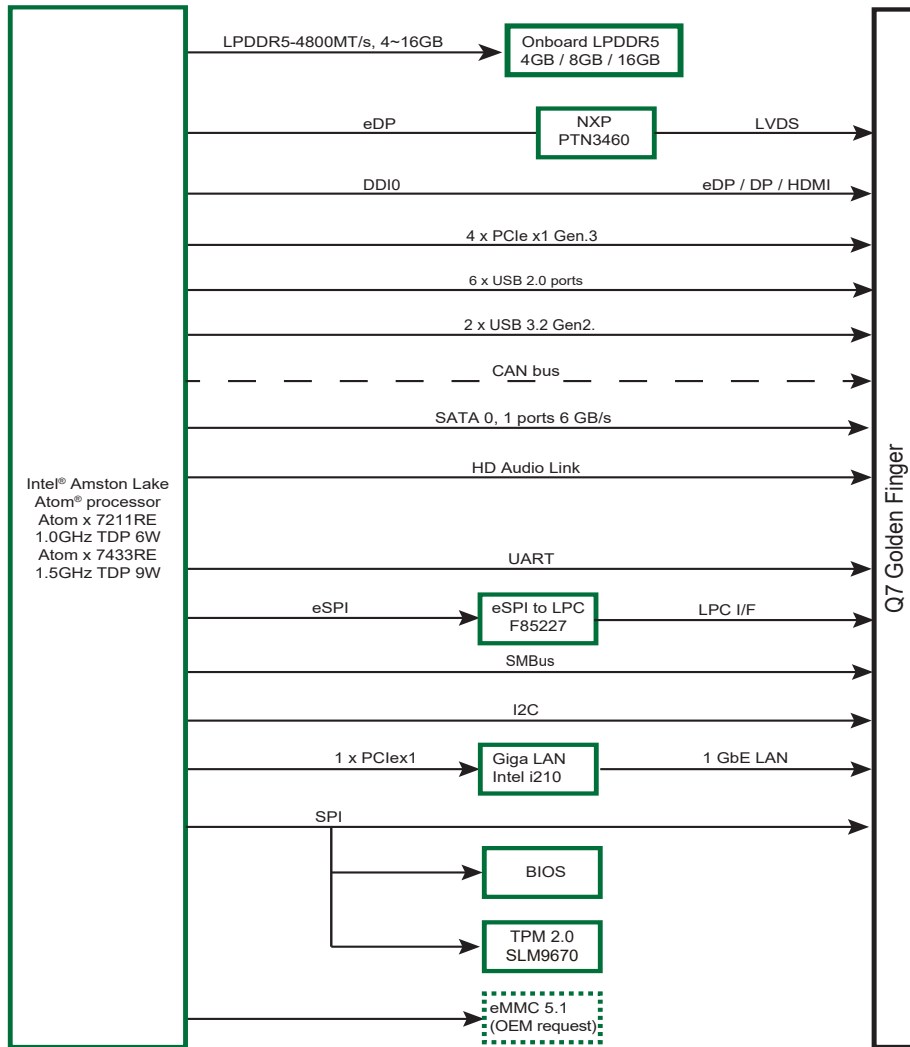 LPDDR5-4800MT/s, 4~16GB
Onboard LPDDR5
4GB / 8GB / 16GB
eDP
NXP
PTN3460
LVDS
DDI0
eDP / DP / HDMI
4 x PCIe x1 Gen.3
6 x USB 2.0 ports
2 x USB 3.2 Gen2.
CAN bus
SATA 0, 1 ports 6 GB/s
HD Audio Link
Intel® Amston Lake
Atom® processor
Atom x 7211RE
1.0GHz TDP 6W
Atom x 7433RE
1.5GHz TDP 9W
UART
eSPI
eSPI to LPC
F85227
LPC I/F
SMBus
I2C
1 x PCIex1
Giga LAN
Intel i210
1 GbE LAN
SPI
BIOS
TPM 2.0
SLM9670
eMMC 5.1
(OEM request)
Q7 Golden Finger